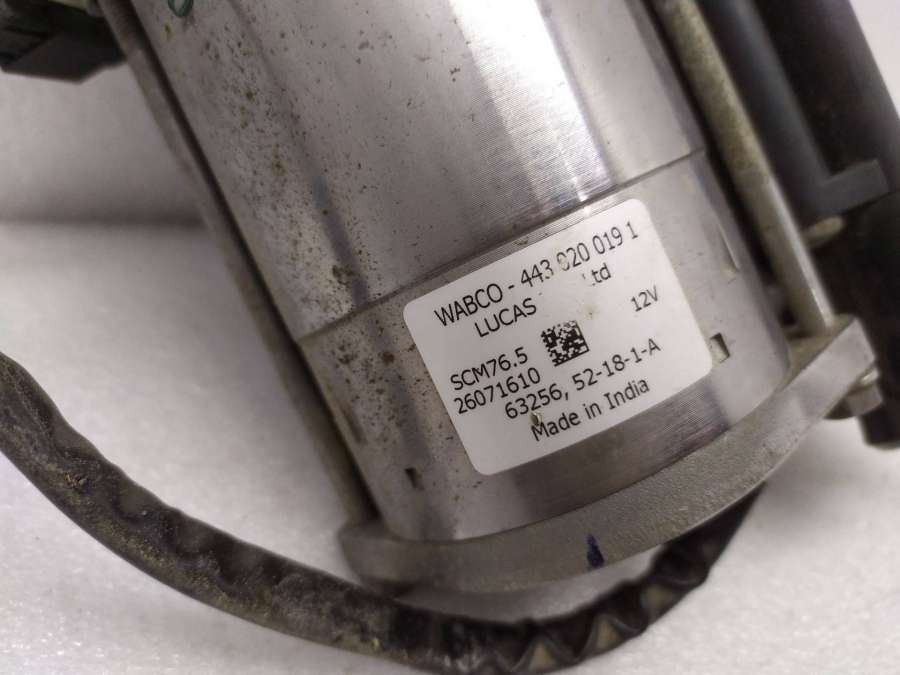 WABCO - 443 020 019 1
LUCAS Ltd
12V
SCM76.5
26071610
63256, 52-18-1-A
Made in India